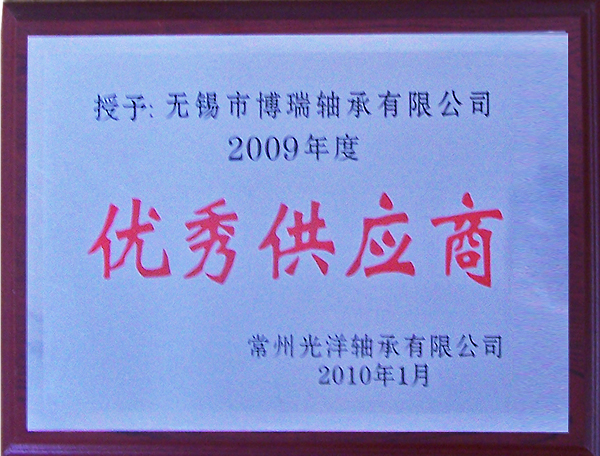 授予:无锡市博瑞轴承有限公司
2009年度
优秀供应商
常州光洋轴承有限公司
2010年1月